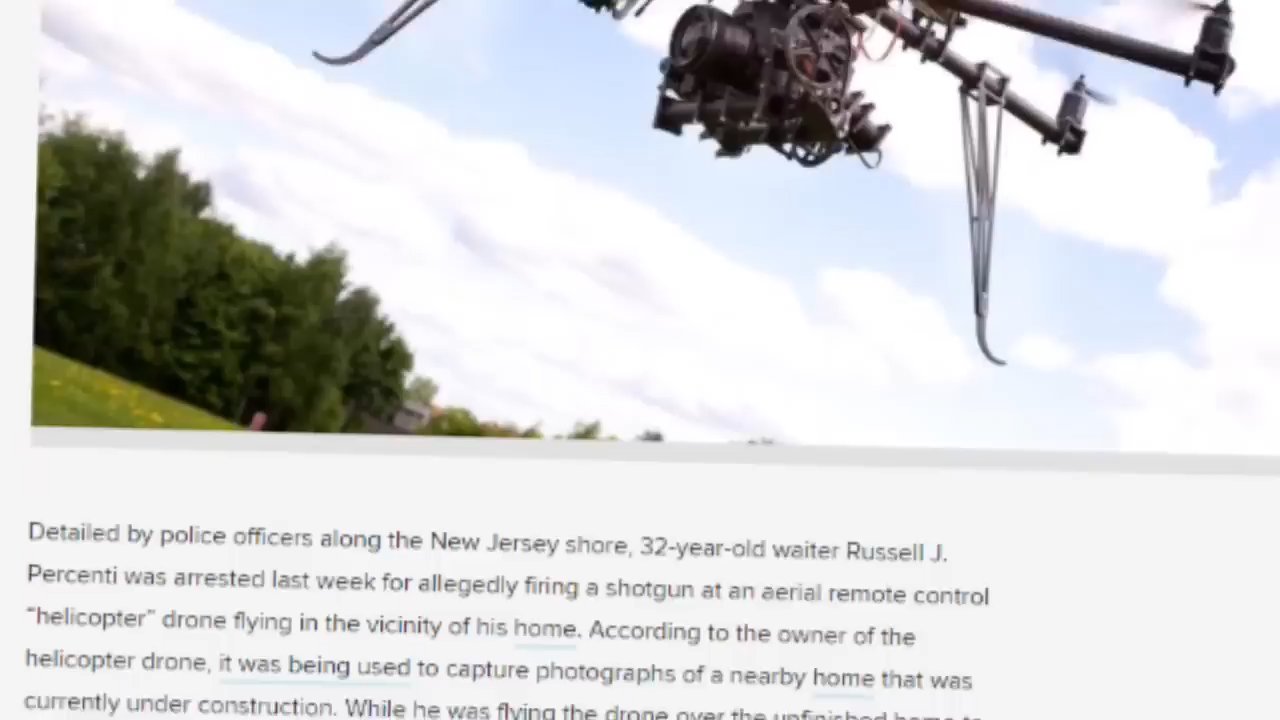 Detailed by police officers along the New Jersey shore, 32-year-old waiter Russell J.
Percenti was arrested last week for allegedly firing a shotgun at an aerial remote control
“helicopter” drone flying in the vicinity of his home. According to the owner of the
helicopter drone, it was being used to capture photographs of a nearby home that was
currently under construction. While he was flying the drone over the unfinished home to